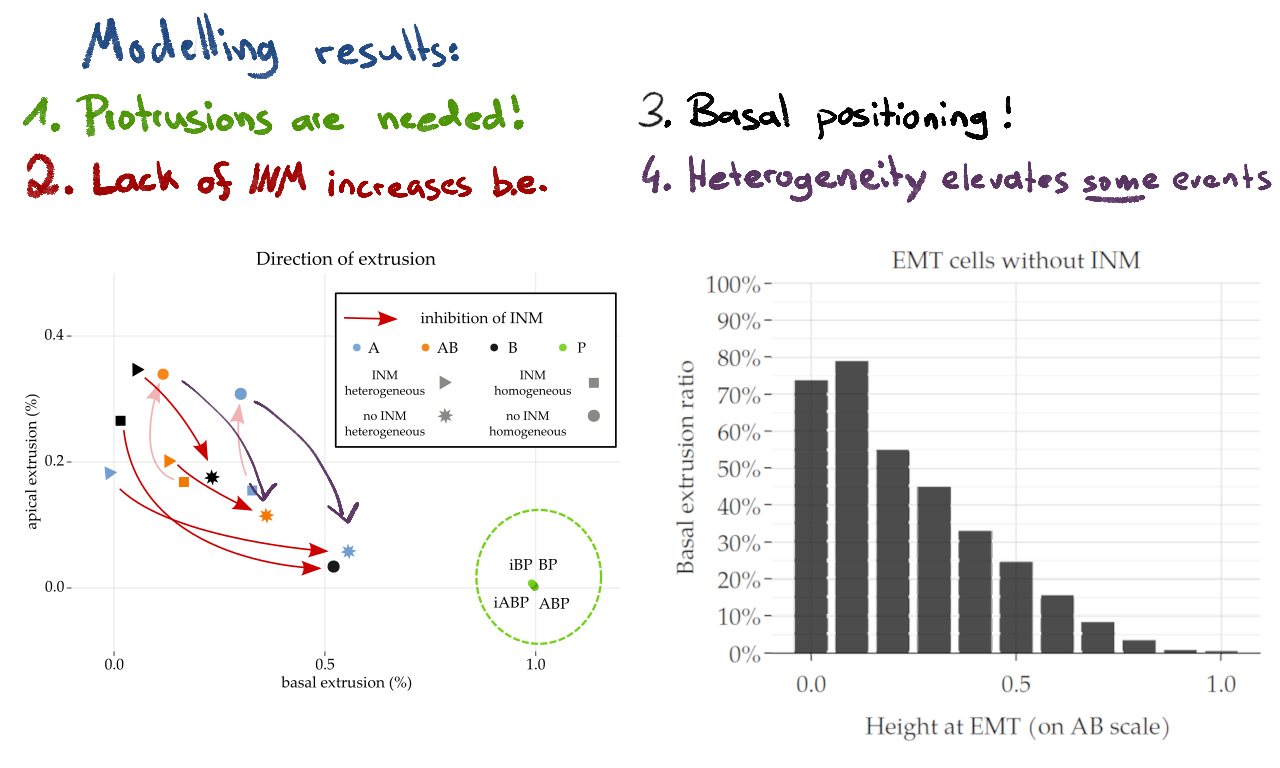 Modelling results:
1. Protrusions are needed!
2. Lack of INM increases b.e.
3. Basal positioning!
4. Heterogeneity elevates some events
Direction of extrusion
inhibition of INM
A AB B P
INM heterogeneous
INM homogeneous
no INM heterogeneous
no INM homogeneous
apical extrusion (%)
0.4
0.2
0.0
iBP BP
iABP ABP
0.0 0.5 1.0
basal extrusion (%)
EMT cells without INM
Basal extrusion ratio
100%
90%
80%
70%
60%
50%
40%
30%
20%
10%
0%
0.0 0.5 1.0
Height at EMT (on AB scale)